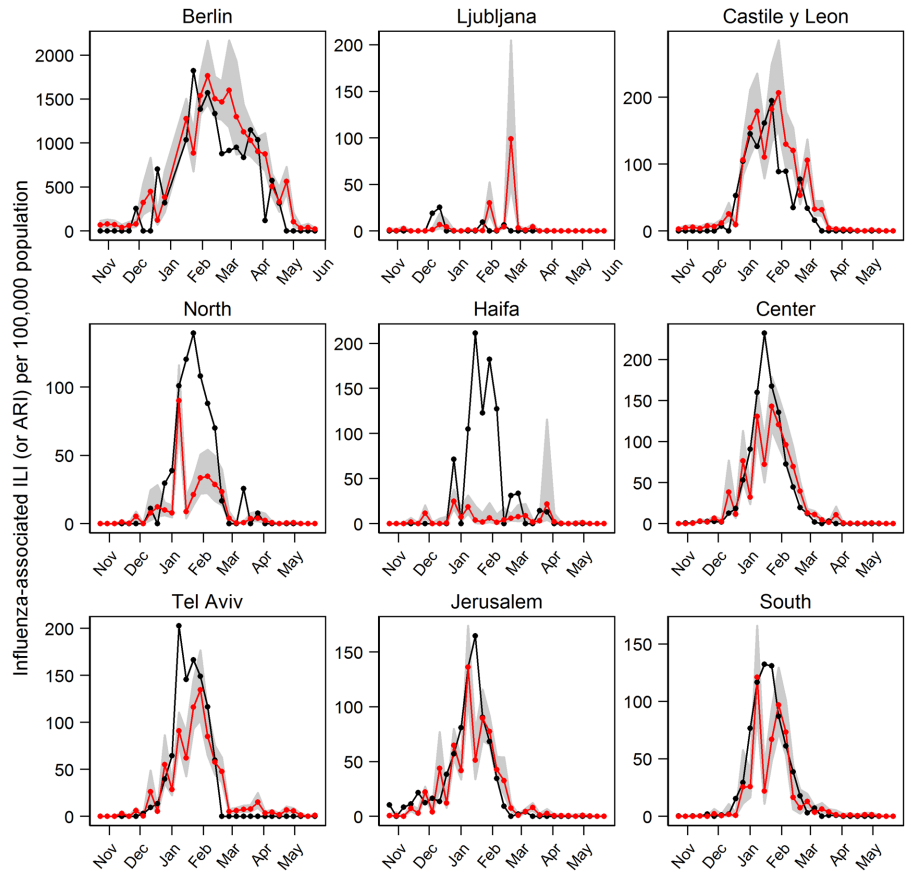 Influenza-associated ILI (or ARI) per 100,000 population
Berlin
2000
1500
1000
500
0
Nov Dec Jan Feb Mar Apr May Jun
Ljubljana
200
150
100
50
0
Nov Dec Jan Feb Mar Apr May Jun
Castile y Leon
200
100
0
Nov Dec Jan Feb Mar Apr May
North
100
50
0
Nov Dec Jan Feb Mar Apr May
Haifa
200
150
100
50
0
Nov Dec Jan Feb Mar Apr May
Center
200
150
100
50
0
Nov Dec Jan Feb Mar Apr May
Tel Aviv
200
150
100
50
0
Nov Dec Jan Feb Mar Apr May
Jerusalem
150
100
50
0
Nov Dec Jan Feb Mar Apr May
South
150
100
50
0
Nov Dec Jan Feb Mar Apr May